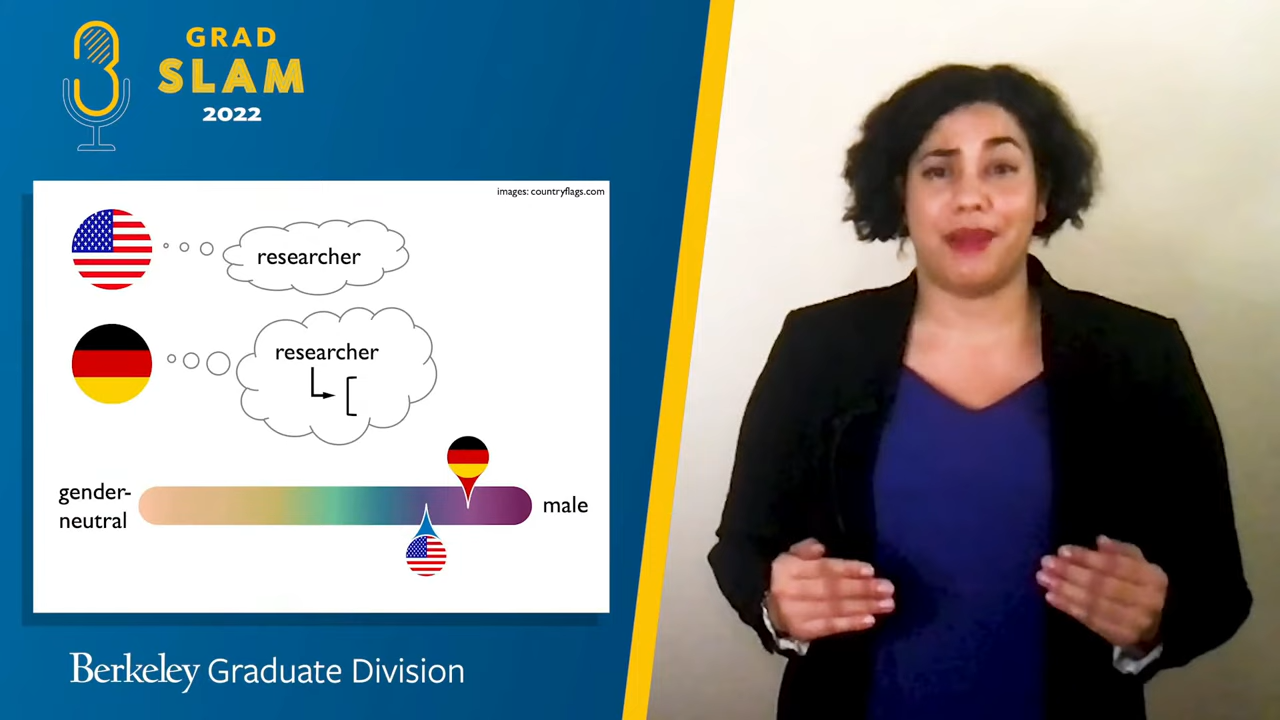 GRAD
SLAM
2022
images: countryflags.com
researcher
researcher
gender-
neutral
male
Berkeley Graduate Division